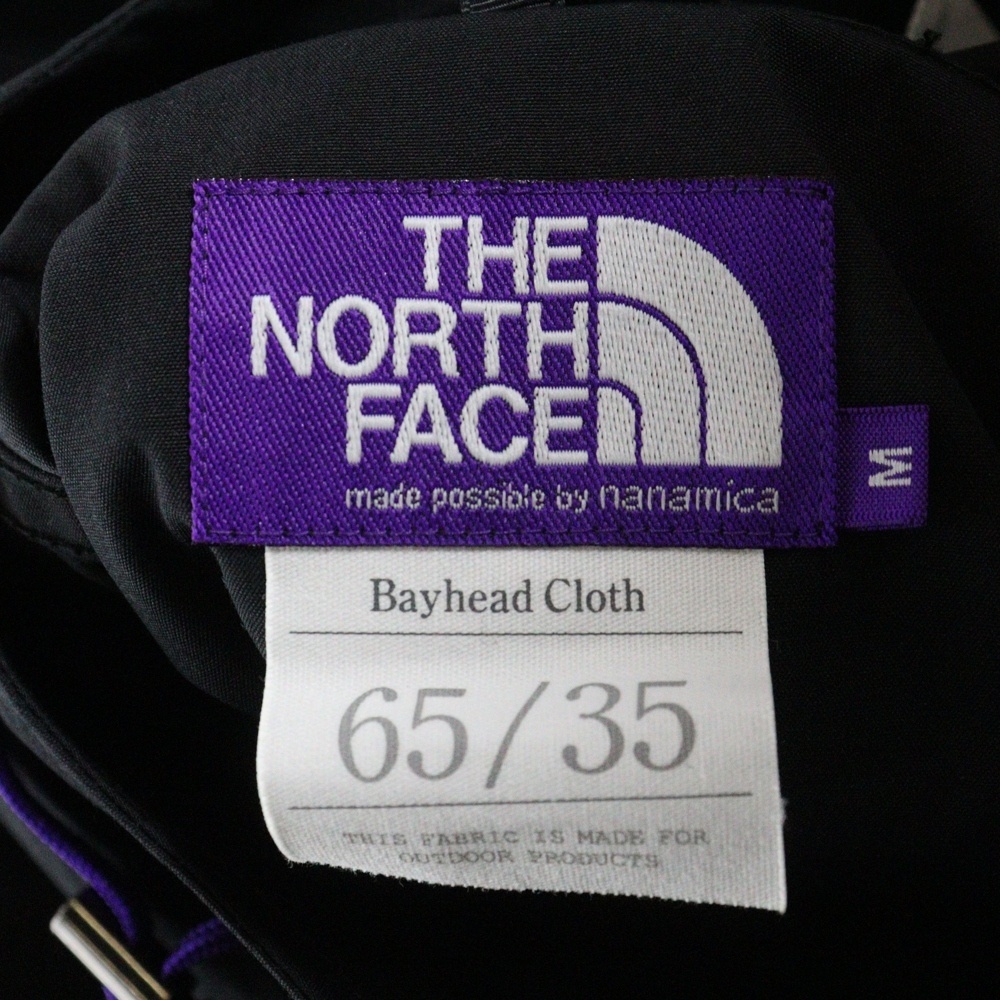 THE
NORTH
FACE
made possible by nanamica
M
Bayhead Cloth
65/35
THIS FABRIC IS MADE FOR
OUTDOOR PRODUCTS